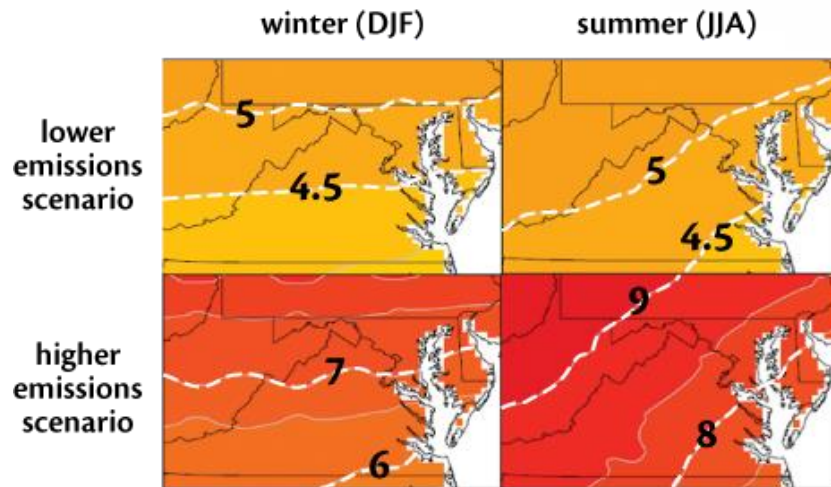 winter (DJF)
summer (JJA)
lower
emissions
scenario
5
4.5
5
4.5
higher
emissions
scenario
7
6
9
8